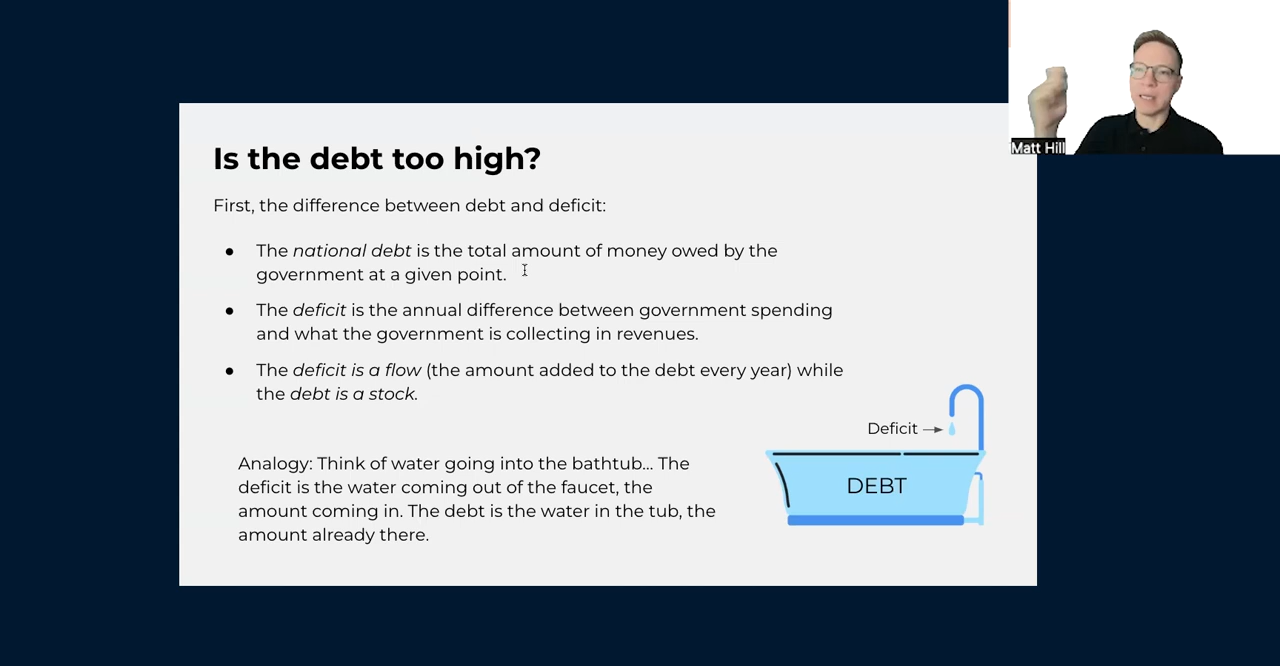 Matt Hill
Is the debt too high?
First, the difference between debt and deficit:
● The national debt is the total amount of money owed by the
government at a given point.
● The deficit is the annual difference between government spending
and what the government is collecting in revenues.
● The deficit is a flow (the amount added to the debt every year) while
the debt is a stock.
Deficit →
DEBT
Analogy: Think of water going into the bathtub... The
deficit is the water coming out of the faucet, the
amount coming in. The debt is the water in the tub, the
amount already there.